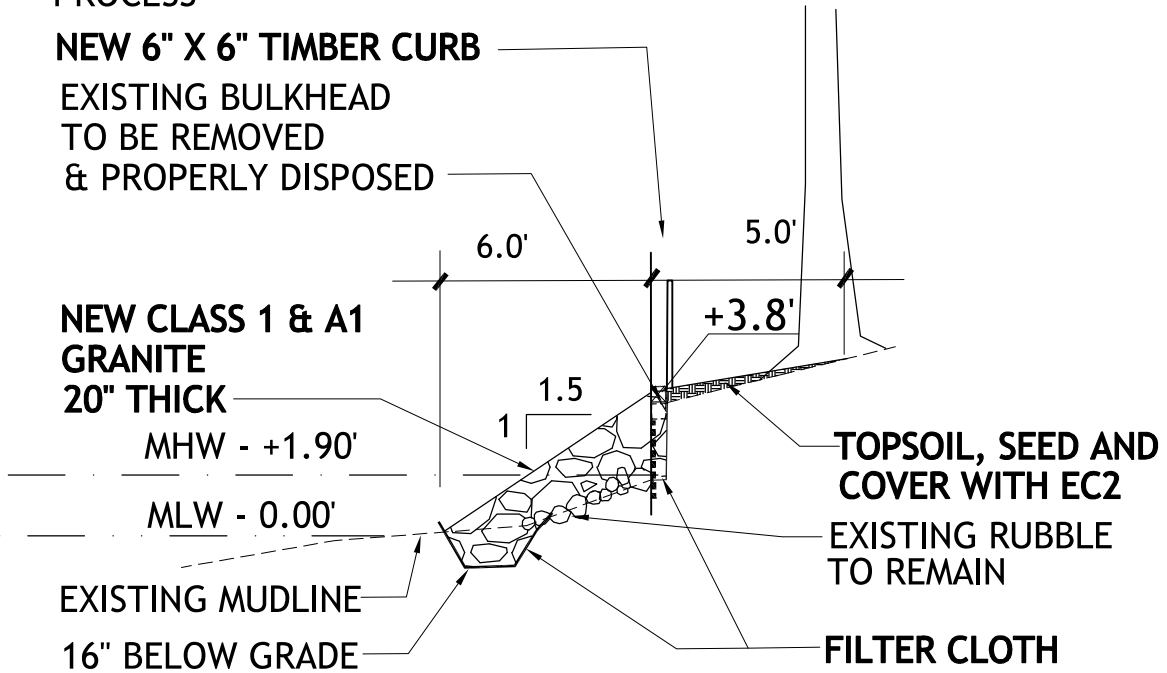 PROCESS
NEW 6" X 6" TIMBER CURB
EXISTING BULKHEAD
TO BE REMOVED
& PROPERLY DISPOSED
6.0'
5.0'
NEW CLASS 1 & A1
GRANITE
20" THICK
+3.8'
1.5
1
MHW - +1.90'
MLW - 0.00'
TOPSOIL, SEED AND
COVER WITH EC2
EXISTING RUBBLE
TO REMAIN
EXISTING MUDLINE
16" BELOW GRADE
FILTER CLOTH